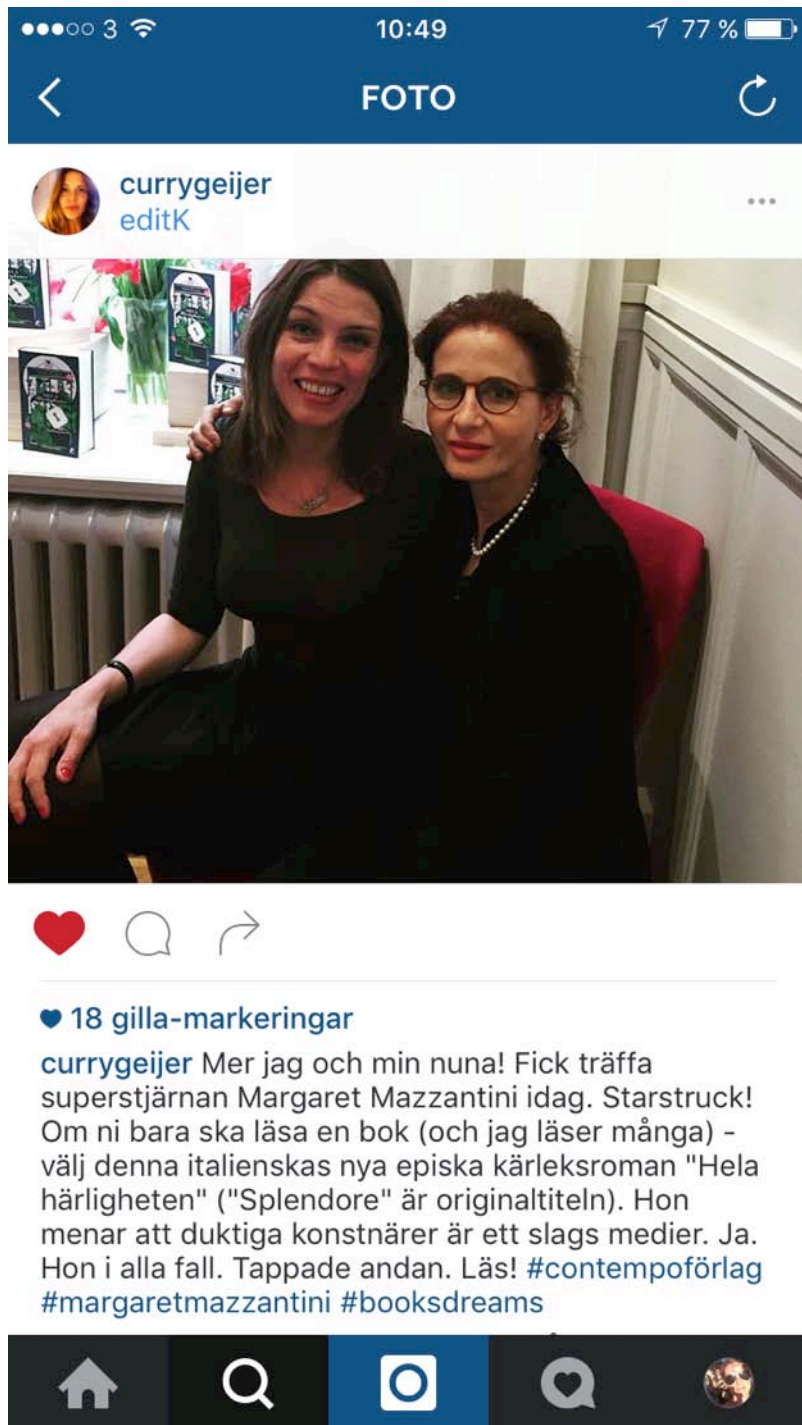 3 10:49 77 %
FOTO
currygeijer
editK
18 gilla-markeringar
currygeijer Mer jag och min nuna! Fick träffa
superstjärnan Margaret Mazzantini idag. Starstruck!
Om ni bara ska läsa en bok (och jag läser många) -
välj denna italienskas nya episka kärleksroman "Hela
härligheten" ("Splendore" är originaltiteln). Hon
menar att duktiga konstnärer är ett slags medier. Ja.
Hon i alla fall. Tappade andan. Läs! #contempoförlag
#margaretmazzantini #booksdreams